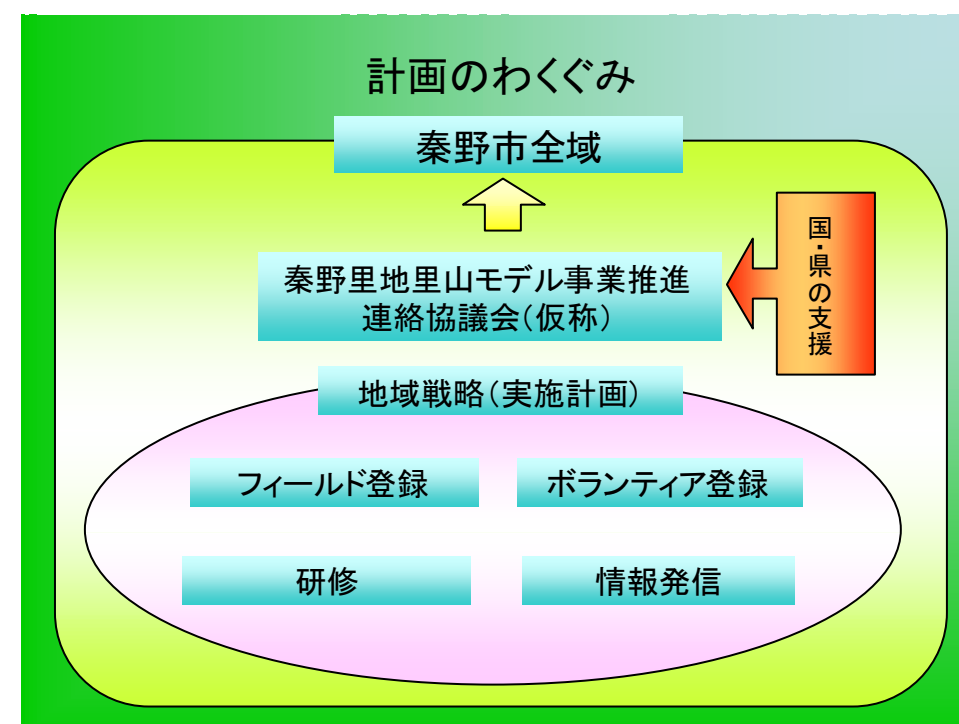 計画のわくぐみ
秦野市全域
国・県の支援
秦野里地里山モデル事業推進
連絡協議会(仮称)
地域戦略(実施計画)
フィールド登録
ボランティア登録
研修
情報発信